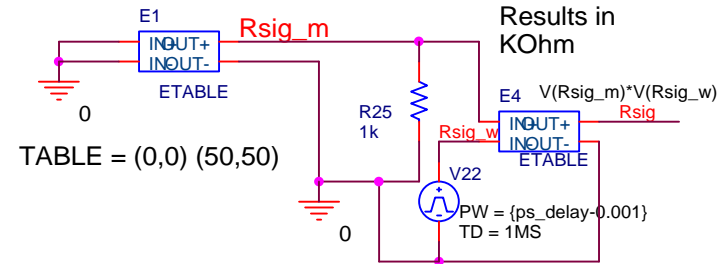 Results in
KOhm
E1
Rsig_m
IN+OUT+
IN-OUT-
ETABLE
0
TABLE = (0,0) (50,50)
R25
1k
E4
V(Rsig_m)*V(Rsig_w)
Rsig
Rsig_w
IN+OUT+
IN-OUT-
ETABLE
V22
PW = {ps_delay-0.001}
TD = 1MS
0